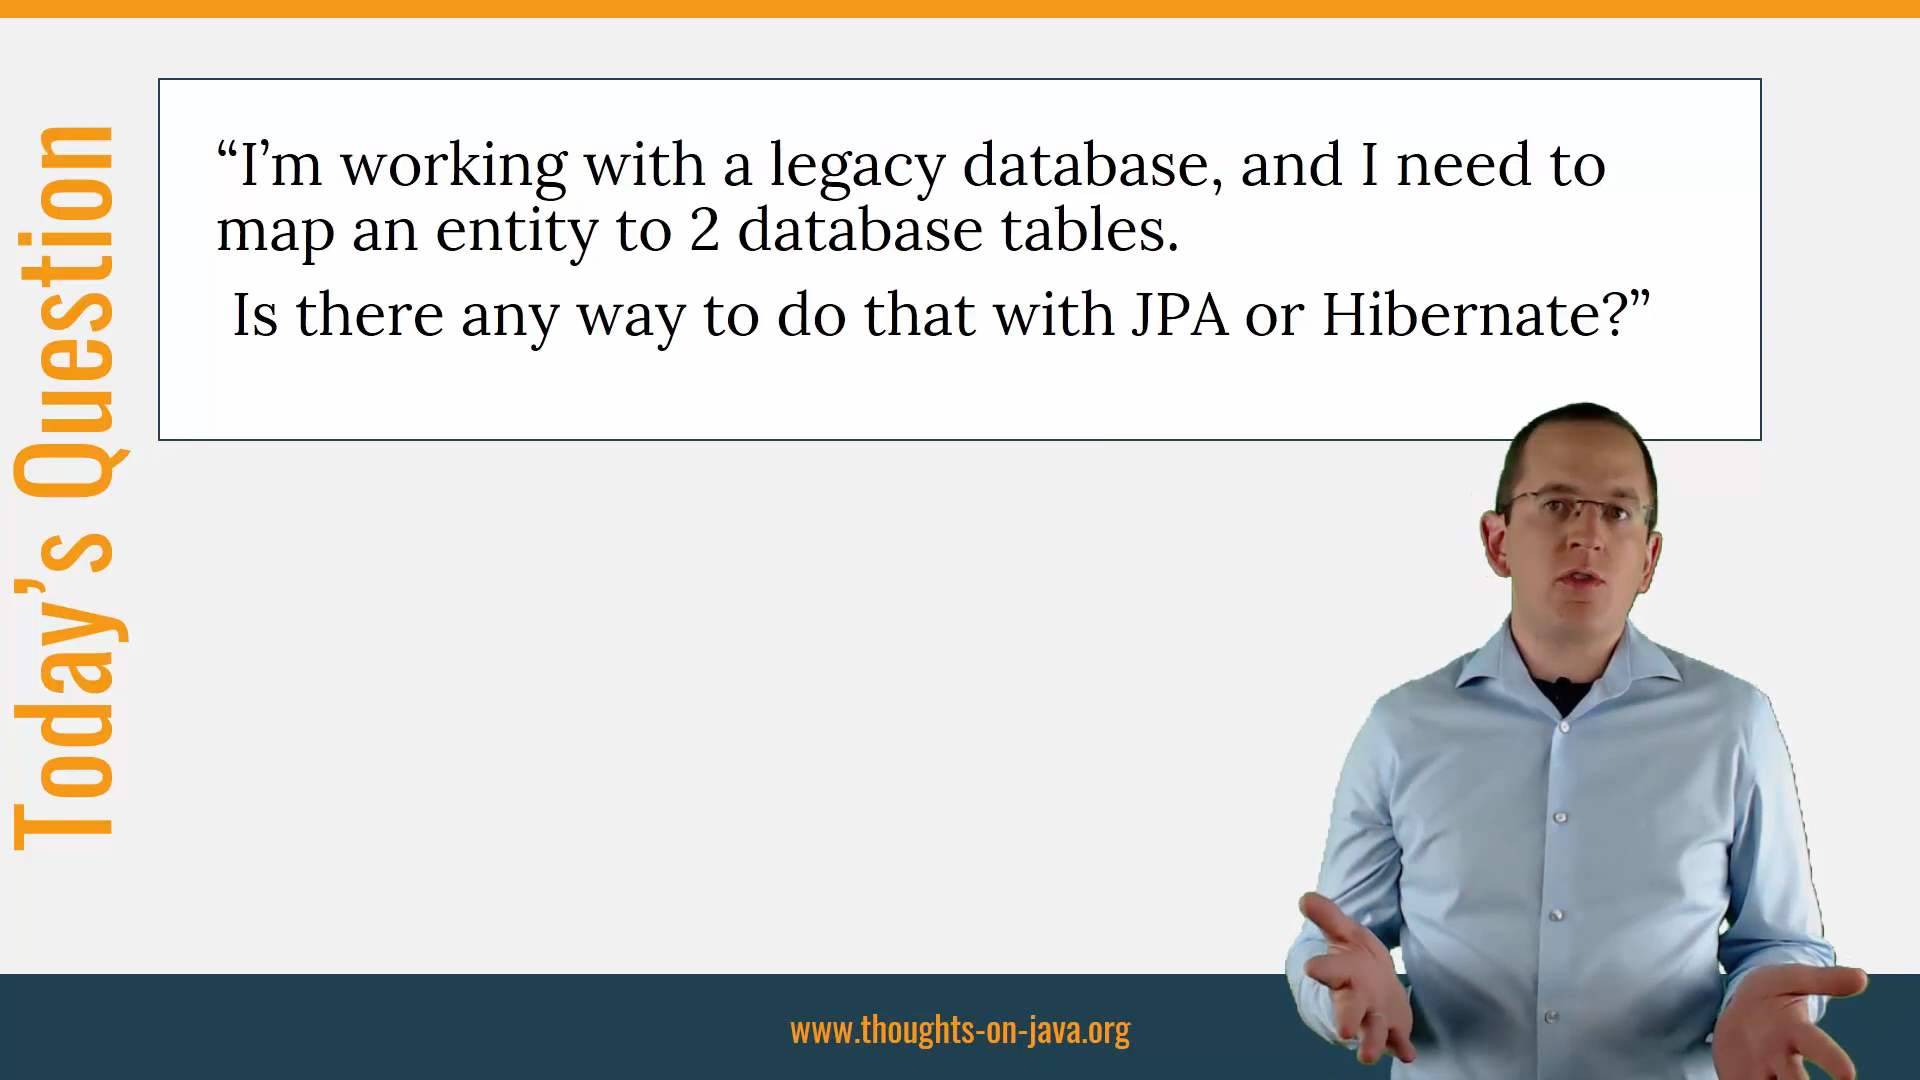 Today's Question
“I’m working with a legacy database, and I need to
map an entity to 2 database tables.
Is there any way to do that with JPA or Hibernate?”
www.thoughts-on-java.org